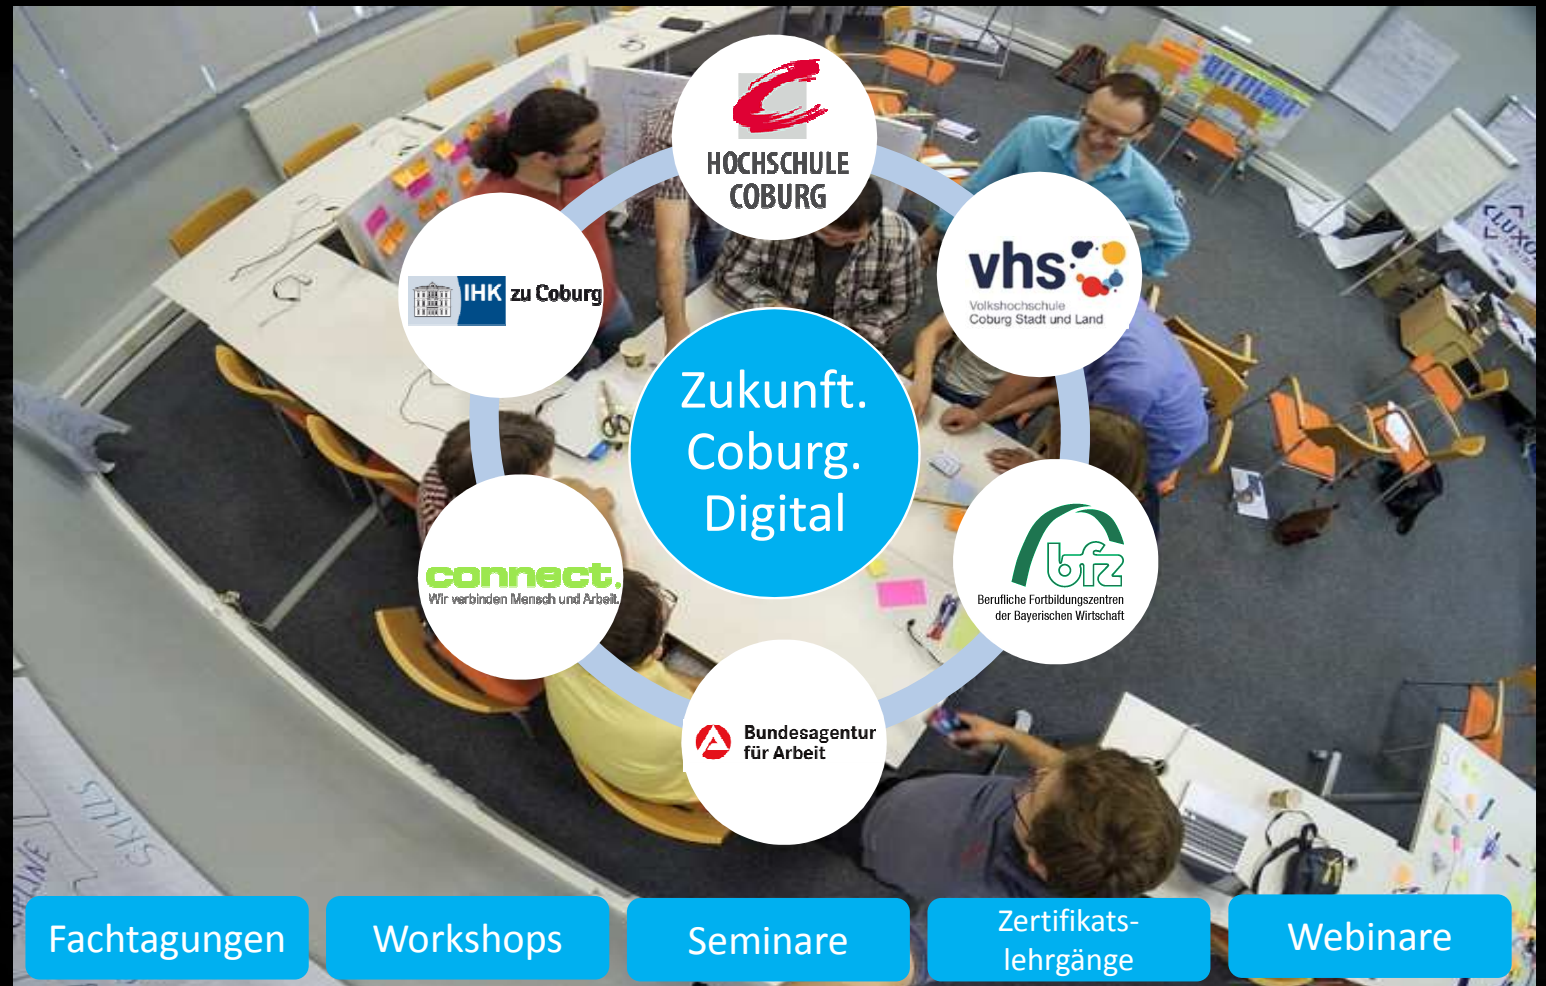 HOCHSCHULE
COBURG
IHK zu Coburg
vhs
Volkshochschule
Coburg Stadt und Land
Zukunft.
Coburg.
Digital
connect.
Wir verbinden Mensch und Arbeit.
bfz
Berufliche Fortbildungszentren
der Bayerischen Wirtschaft
Bundesagentur
für Arbeit
SKILLS
Fachtagungen
Workshops
Seminare
Zertifikats-
lehrgänge
Webinare